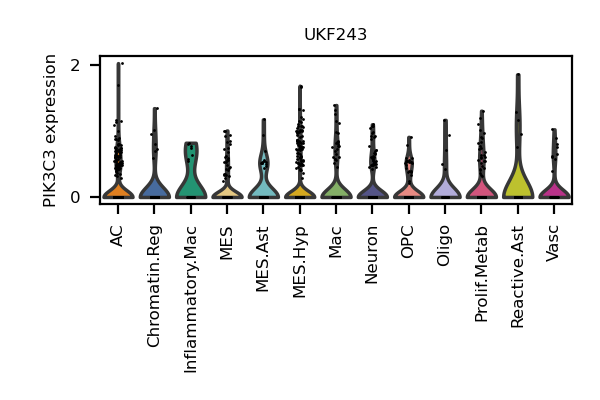 UKF243
PIK3C3 expression
2
0
AC
Chromatin.Reg
Inflammatory.Mac
MES
MES.Ast
MES.Hyp
Mac
Neuron
OPC
Oligo
Prolif.Metab
Reactive.Ast
Vasc